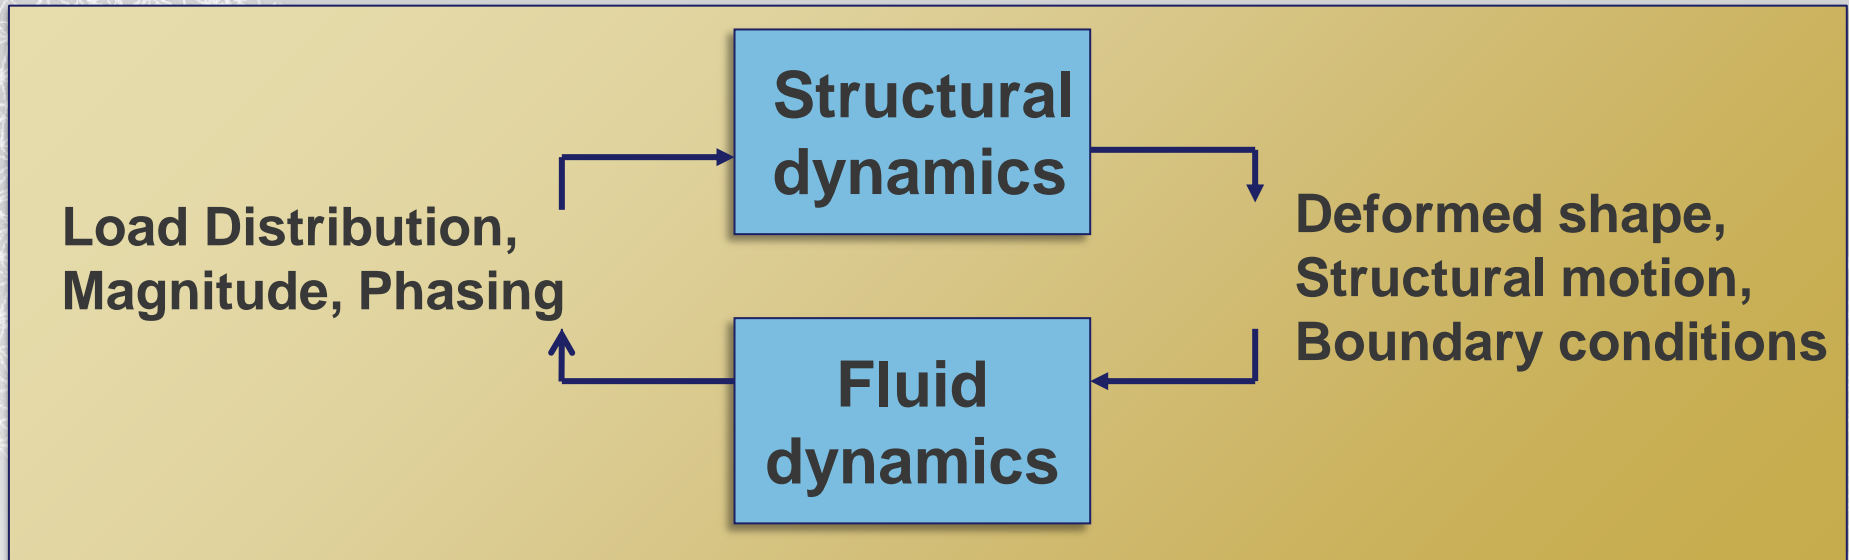 Structural
dynamics
Load Distribution,
Magnitude, Phasing
Deformed shape,
Structural motion,
Boundary conditions
Fluid
dynamics